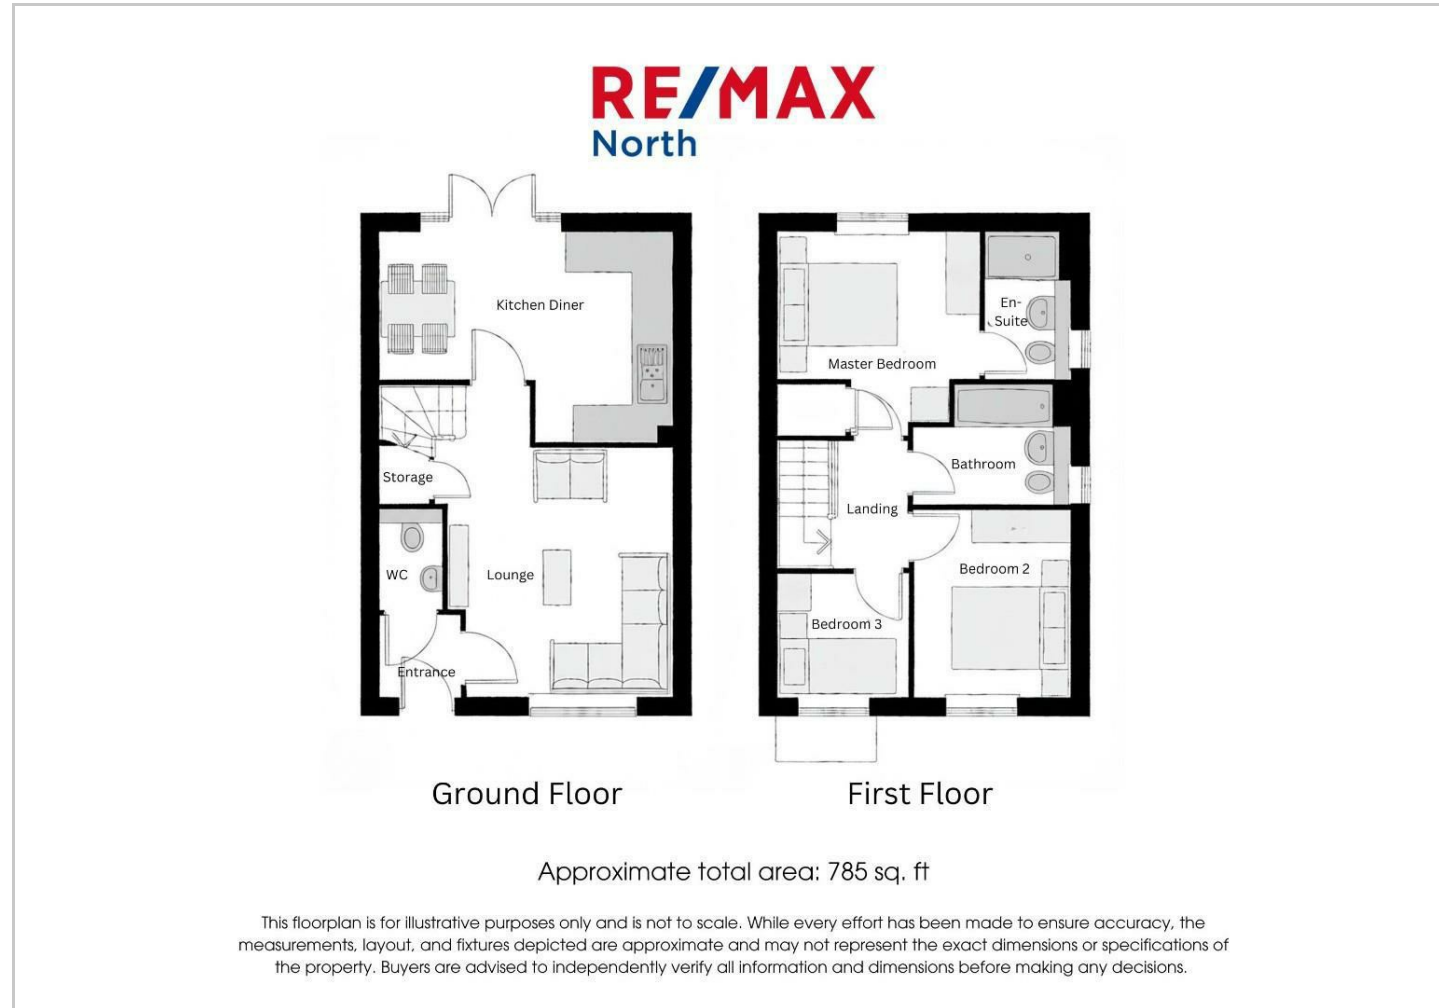 RE/MAX
North
Kitchen Diner
Storage
WC
Lounge
Entrance
Ground Floor
En-
Suite
Master Bedroom
Bathroom
Landing
Bedroom 2
Bedroom 3
First Floor
Approximate total area: 785 sq. ft
This floorplan is for illustrative purposes only and is not to scale. While every effort has been made to ensure accuracy, the
measurements, layout, and fixtures depicted are approximate and may not represent the exact dimensions or specifications of
the property. Buyers are advised to independently verify all information and dimensions before making any decisions.